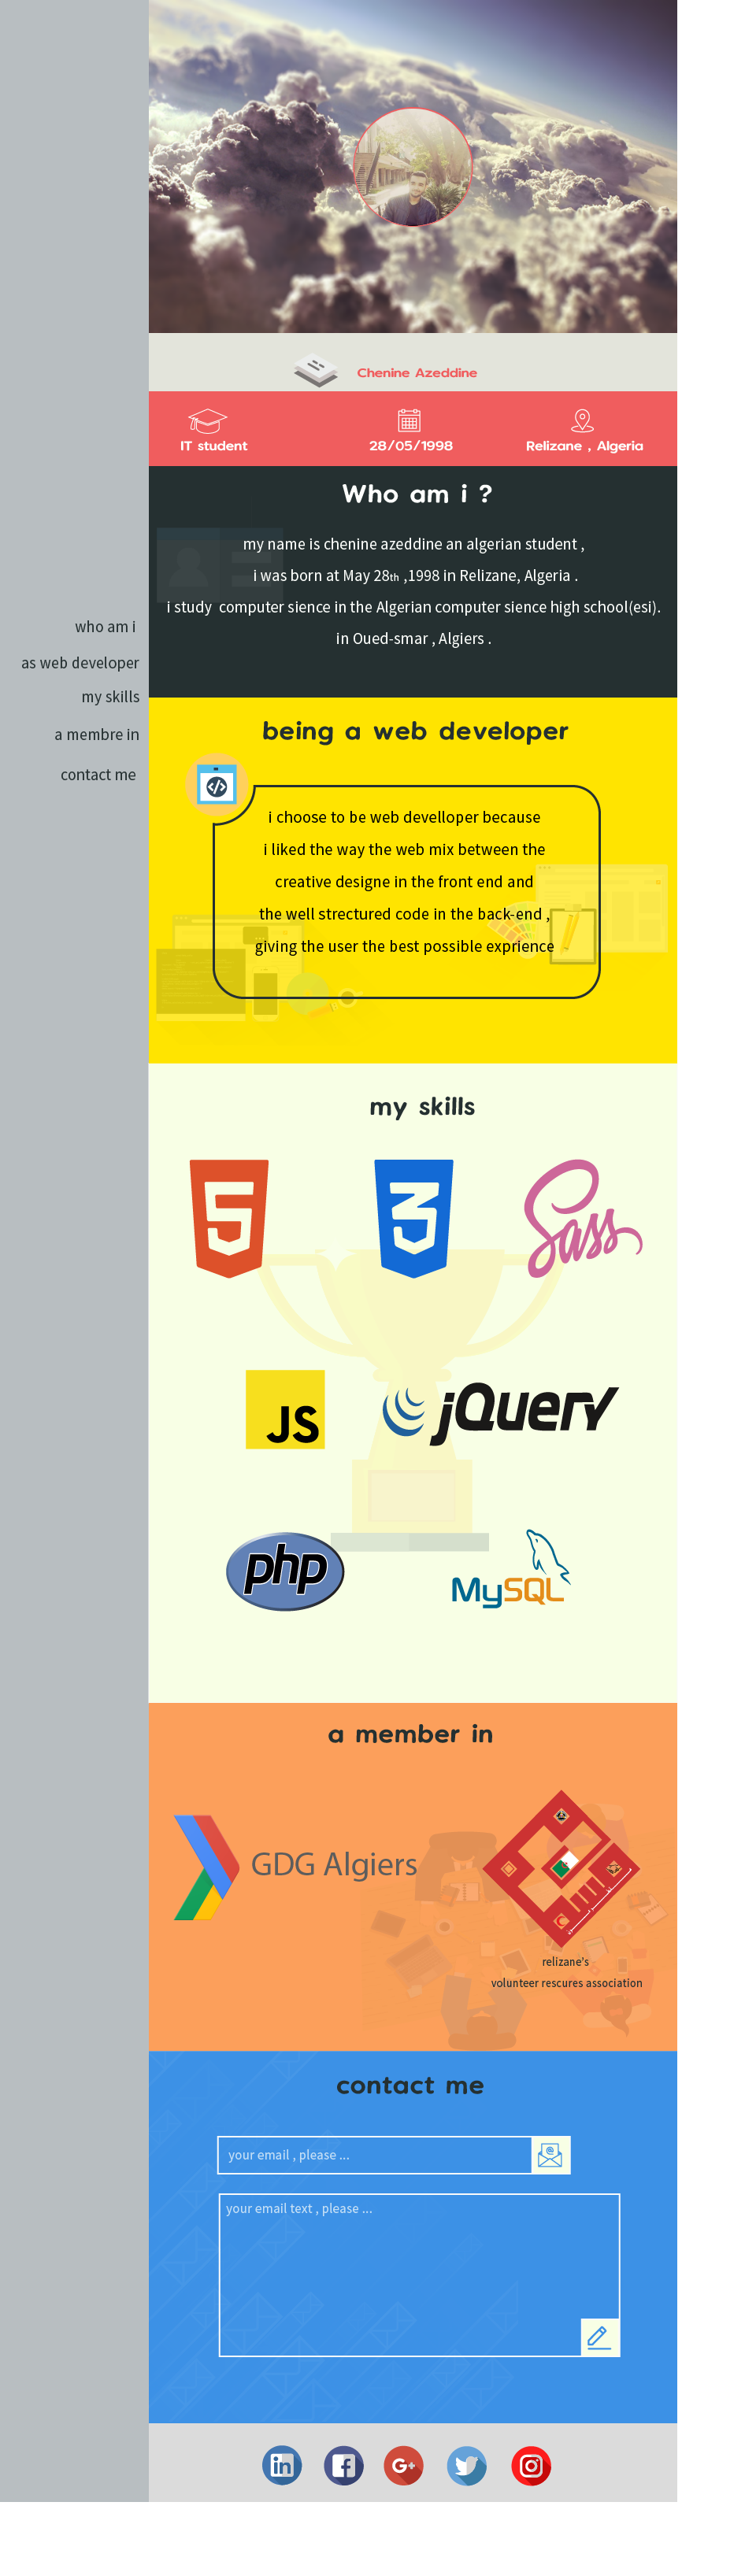 Chenine Azeddine
IT student
28/05/1998
Relizane , Algeria
Who am i ?
my name is chenine azeddine an algerian student ,
i was born at May 28th ,1998 in Relizane, Algeria .
i study computer sience in the Algerian computer sience high school(esi).
in Oued-smar , Algiers .
who am i
as web developer
my skills
a membre in
contact me
being a web developer
i choose to be web develloper because
i liked the way the web mix between the
creative designe in the front end and
the well strectured code in the back-end ,
giving the user the best possible exprience
my skills
5
3
Sass
JS
jQuery
php
MySQL
a member in
GDG Algiers
relizane's
volunteer rescures association
contact me
your email , please ...
your email text , please ...
in
f
G+